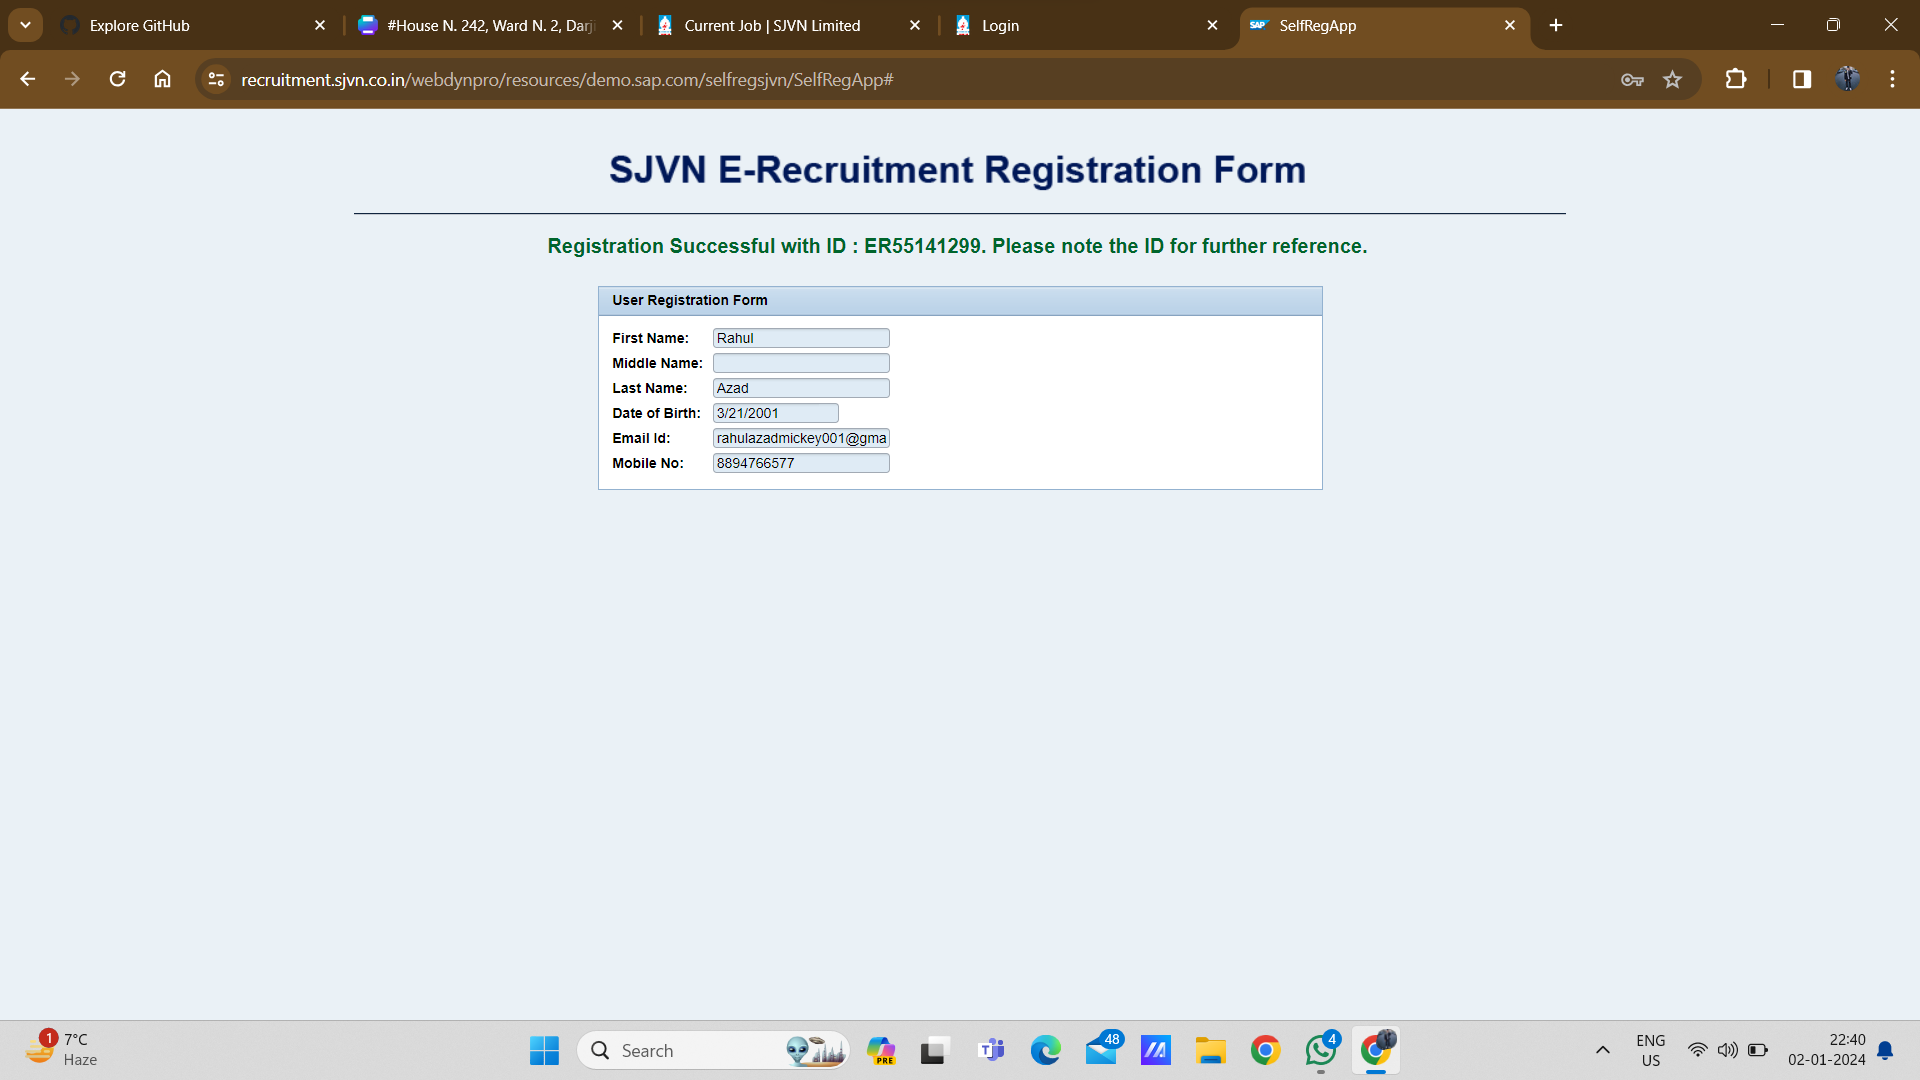 Explore GitHub
#House N. 242, Ward N. 2, Darji
Current Job | SJVN Limited
Login
SAP
SelfRegApp
recruitment.sjvn.co.in/webdynpro/resources/demo.sap.com/selfregsjvn/SelfRegApp#
SJVN E-Recruitment Registration Form
Registration Successful with ID : ER55141299. Please note the ID for further reference.
User Registration Form
First Name: Rahul
Middle Name:
Last Name: Azad
Date of Birth: 3/21/2001
Email Id: rahulazadmickey001@gma
Mobile No: 8894766577
1
7°C
Haze
Search
PRE
48
4
ENG
US
22:40
02-01-2024